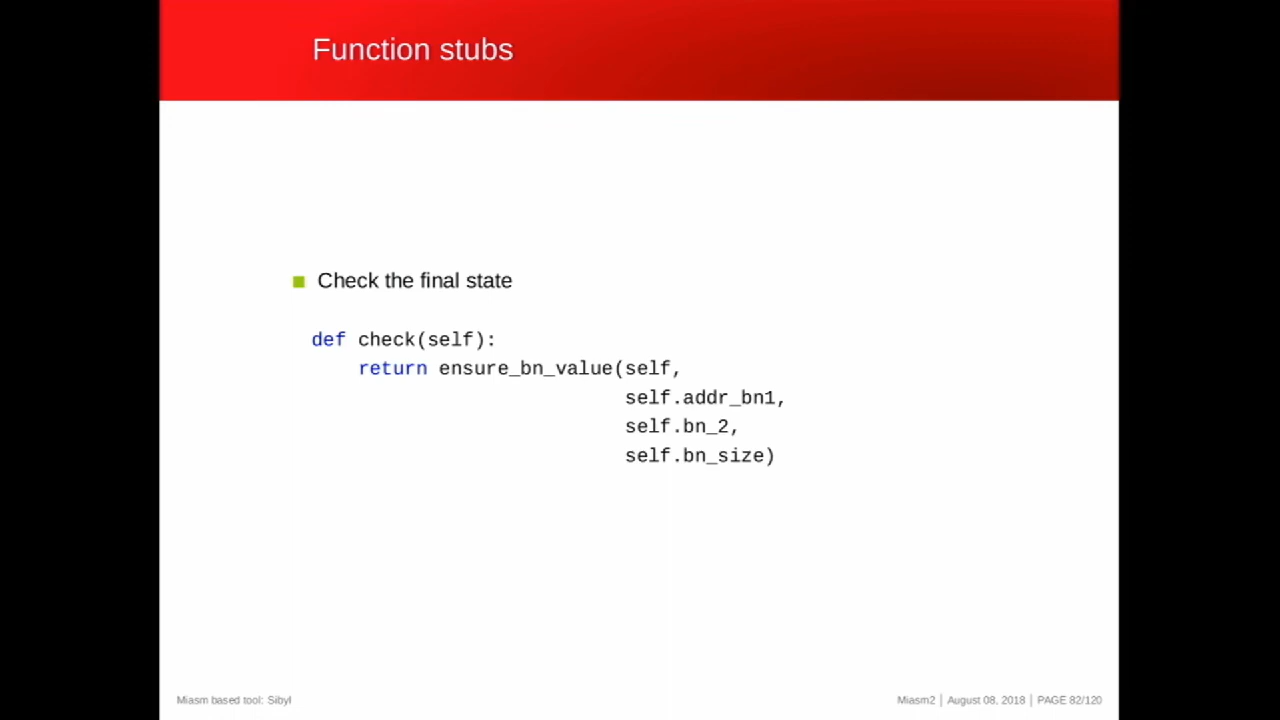 Function stubs
Check the final state
def check(self):
    return ensure_bn_value(self,
                           self.addr_bn1,
                           self.bn_2,
                           self.bn_size)
Miasm based tool: Sibyl
Miasm2 | August 08, 2018 | PAGE 82/120